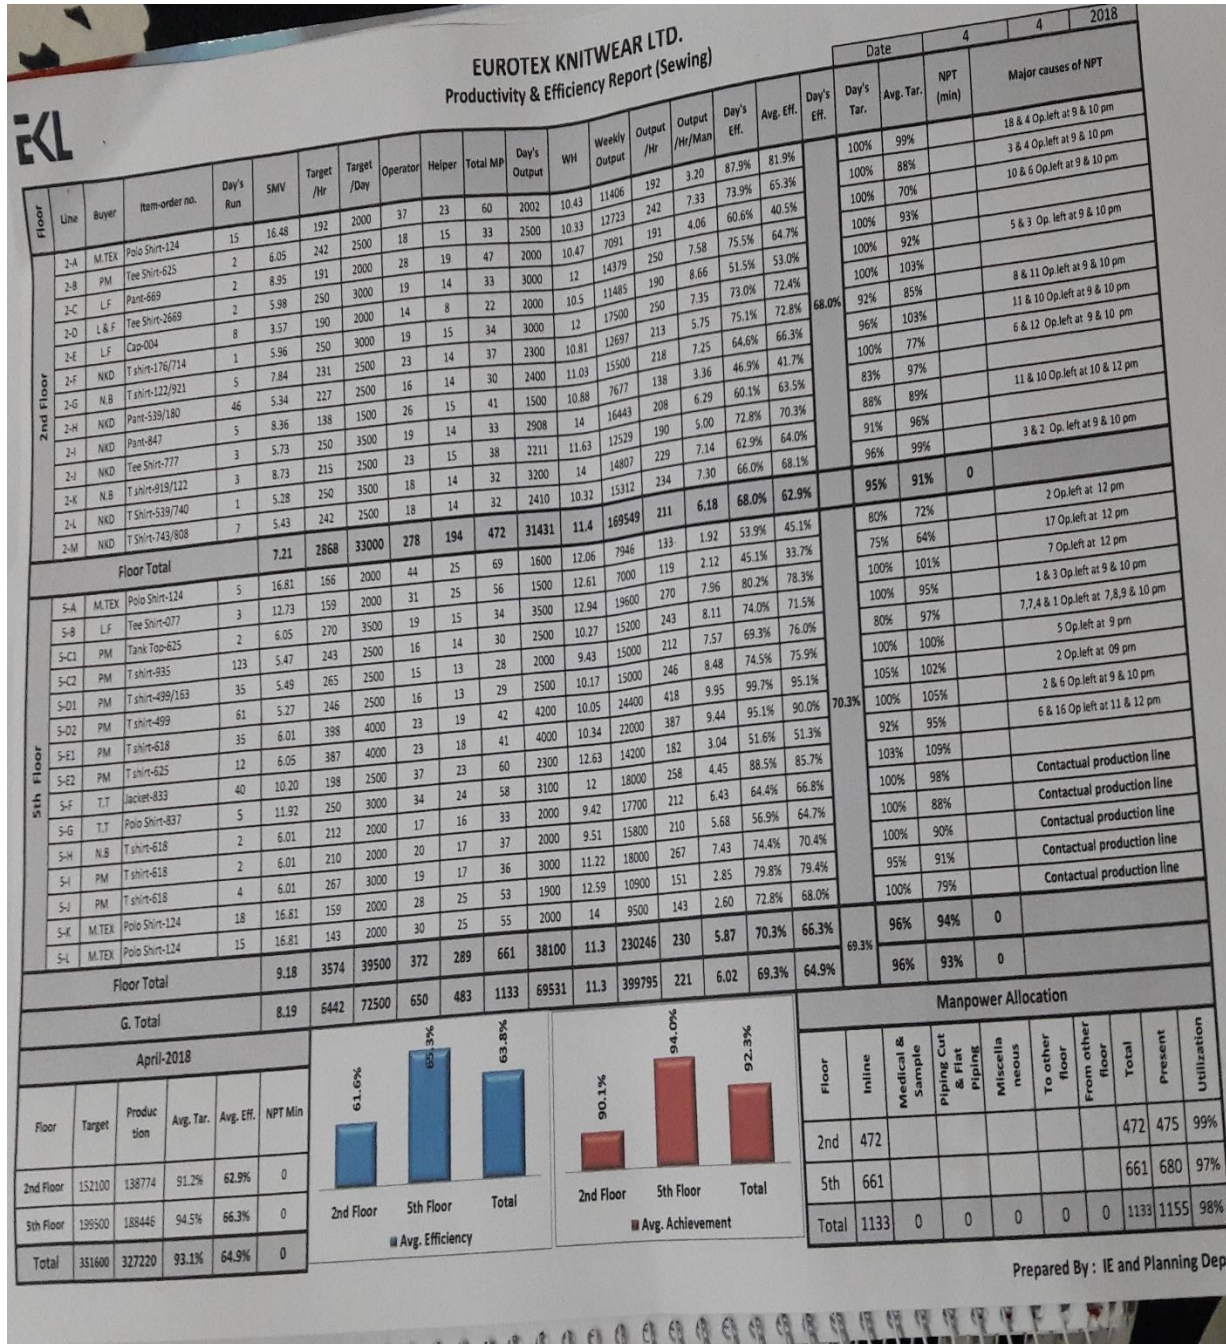 EKL
EUROTEX KNITWEAR LTD.
Productivity & Efficiency Report (Sewing)
Date 4 4 2018
Floor Line Buyer Item-order no. Day's Run SMV Target /Hr Target /Day Operator Helper Total MP Day's Output WH Weekly Output Output /Hr Output /Hr/Man Day's Eff. Avg. Eff. Day's Eff. Day's Tar. Avg. Tar. NPT (min) Major causes of NPT
2nd Floor
2-A M.TEX Polo Shirt-124 15 16.48 192 2000 37 23 60 2002 10.43 11406 192 3.20 87.9% 81.9% 100% 99% 18 & 4 Op.left at 9 & 10 pm
2-B PM Tee Shirt-625 2 6.05 242 2500 18 15 33 2500 10.33 12723 242 7.33 73.9% 65.3% 100% 88% 3 & 4 Op.left at 9 & 10 pm
2-C L.F Pant-669 2 8.95 191 2000 28 19 47 2000 10.47 7091 191 4.06 60.6% 40.5% 100% 70% 10 & 6 Op.left at 9 & 10 pm
2-D L & F Tee Shirt-2669 2 5.98 250 3000 19 14 33 3000 12 14379 250 7.58 75.5% 64.7% 100% 93%
2-E L.F Cap-004 8 3.57 190 2000 14 8 22 2000 10.5 11485 190 8.66 51.5% 53.0% 100% 92% 5 & 3 Op. left at 9 & 10 pm
2-F NKD T shirt-176/714 1 5.96 250 3000 19 15 34 3000 12 17500 250 7.35 73.0% 72.4% 100% 103%
2-G N.B T shirt-122/921 5 7.84 231 2500 23 14 37 2300 10.81 12697 213 5.75 75.1% 72.8% 68.0% 92% 85% 8 & 11 Op.left at 9 & 10 pm
2-H NKD Pant-539/180 46 5.34 227 2500 16 14 30 2400 11.03 15500 218 7.25 64.6% 66.3% 96% 103% 11 & 10 Op.left at 9 & 10 pm
2-I NKD Pant-847 5 8.36 138 1500 26 15 41 1500 10.88 7677 138 3.36 46.9% 41.7% 100% 77% 6 & 12 Op.left at 9 & 10 pm
2-J NKD Tee Shirt-777 3 5.73 250 3500 19 14 33 2908 14 16443 208 6.29 60.1% 63.5% 83% 97%
2-K N.B T shirt-919/122 3 8.73 215 2500 23 15 38 2211 11.63 12529 190 5.00 72.8% 70.3% 88% 89% 11 & 10 Op.left at 10 & 12 pm
2-L NKD T Shirt-539/740 1 5.28 250 3500 18 14 32 3200 14 14807 229 7.14 62.9% 64.0% 91% 96%
2-M NKD T Shirt-743/808 7 5.43 242 2500 18 14 32 2410 10.32 15312 234 7.30 66.0% 68.1% 96% 99% 3 & 2 Op. left at 9 & 10 pm
Floor Total 7.21 2868 33000 278 194 472 31431 11.4 169549 211 6.18 68.0% 62.9% 95% 91% 0
5th Floor
5-A M.TEX Polo Shirt-124 5 16.81 166 2000 44 25 69 1600 12.06 7946 133 1.92 53.9% 45.1% 80% 72% 2 Op.left at 12 pm
5-B L.F Tee Shirt-077 3 12.73 159 2000 31 25 56 1500 12.61 7000 119 2.12 45.1% 33.7% 75% 64% 17 Op.left at 12 pm
5-C1 PM Tank Top-625 2 6.05 270 3500 19 15 34 3500 12.94 19600 270 7.96 80.2% 78.3% 100% 101% 7 Op.left at 12 pm
5-C2 PM T shirt-935 123 5.47 243 2500 16 14 30 2500 10.27 15200 243 8.11 74.0% 71.5% 100% 95% 1 & 3 Op.left at 9 & 10 pm
5-D1 PM T shirt-499/163 35 5.49 265 2500 15 13 28 2000 9.43 15000 212 7.57 69.3% 76.0% 80% 97% 7,7,4 & 1 Op.left at 7,8,9 & 10 pm
5-D2 PM T shirt-499 61 5.27 246 2500 16 13 29 2500 10.17 15000 246 8.48 74.5% 75.9% 100% 100% 5 Op.left at 9 pm
5-E1 PM T shirt-618 35 6.01 398 4000 23 19 42 4200 10.05 24400 418 9.95 99.7% 95.1% 70.3% 105% 102% 2 Op.left at 09 pm
5-E2 PM T shirt-625 12 6.05 387 4000 23 18 41 4000 10.34 22000 387 9.44 95.1% 90.0% 100% 105% 2 & 6 Op.left at 9 & 10 pm
5-F T.T Jacket-833 40 10.20 198 2500 37 23 60 2300 12.63 14200 182 3.04 51.6% 51.3% 92% 95% 6 & 16 Op left at 11 & 12 pm
5-G T.T Polo Shirt-837 5 11.92 250 3000 34 24 58 3100 12 18000 258 4.45 88.5% 85.7% 103% 109%
5-H N.B T shirt-618 2 6.01 212 2000 17 16 33 2000 9.42 17700 212 6.43 64.4% 66.8% 100% 98% Contactual production line
5-I PM T shirt-618 2 6.01 210 2000 20 17 37 2000 9.51 15800 210 5.68 56.9% 64.7% 100% 88% Contactual production line
5-J PM T shirt-618 4 6.01 267 3000 19 17 36 3000 11.22 18000 267 7.43 74.4% 70.4% 100% 90% Contactual production line
5-K M.TEX Polo Shirt-124 18 16.81 159 2000 28 25 53 1900 12.59 10900 151 2.85 79.8% 79.4% 95% 91% Contactual production line
5-L M.TEX Polo Shirt-124 15 16.81 143 2000 30 25 55 2000 14 9500 143 2.60 72.8% 68.0% 100% 79% Contactual production line
Floor Total 9.18 3574 39500 372 289 661 38100 11.3 230246 230 5.87 70.3% 66.3% 96% 94% 0
G. Total 8.19 6442 72500 650 483 1133 69531 11.3 399795 221 6.02 69.3% 64.9% 69.3% 96% 93% 0
April-2018
Floor Target Produc tion Avg. Tar. Avg. Eff. NPT Min
2nd Floor 152100 138774 91.2% 62.9% 0
5th Floor 199500 188446 94.5% 66.3% 0
Total 351600 327220 93.1% 64.9% 0
61.6% 65.3% 63.8%
2nd Floor 5th Floor Total
Avg. Efficiency
90.1% 94.0% 92.3%
2nd Floor 5th Floor Total
Avg. Achievement
Manpower Allocation
Floor Inline Medical & Sample Piping Cut & Flat Piping Miscella neous To other floor From other floor Total Present Utilization
2nd 472 472 475 99%
5th 661 661 680 97%
Total 1133 0 0 0 0 0 1133 1155 98%
Prepared By : IE and Planning Dep